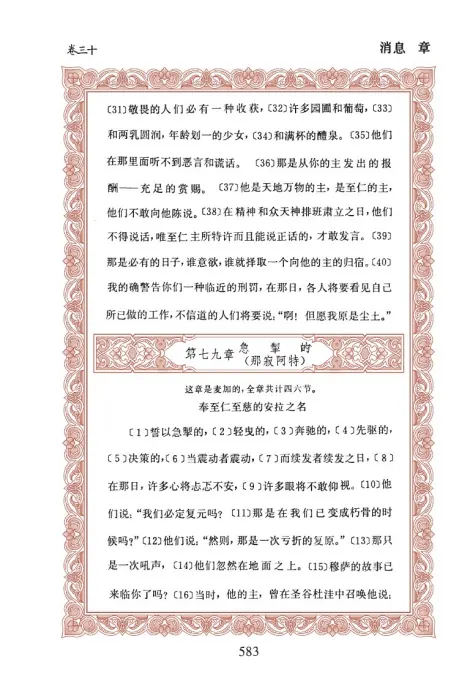 卷三十
消息 章
〔31〕敬畏的人们必有一种收获，〔32〕许多园圃和葡萄，〔33〕
和两乳圆润，年龄划一的少女，〔34〕和满杯的醴泉。〔35〕他们
在那里面听不到恶言和谎话。〔36〕那是从你的主发出的报
酬——充足的赏赐。〔37〕他是天地万物的主，是至仁的主，
他们不敢向他陈说。〔38〕在精神和众天神排班肃立之日，他们
不得说话，唯至仁主所特许而且能说正话的，才敢发言。〔39〕
那是必有的日子，谁意欲，谁就择取一个向他的主的归宿。〔40〕
我的确警告你们一种临近的刑罚，在那日，各人将要看见自己
所已做的工作，不信道的人们将要说：“啊！但愿我原是尘土。”
第七九章 急掣的
（那寂阿特）
这章是麦加的，全章共计四六节。
奉至仁至慈的安拉之名
〔1〕誓以急掣的，〔2〕轻曳的，〔3〕奔驰的，〔4〕先驱的，
〔5〕决策的，〔6〕当震动者震动，〔7〕而续发者续发之日，〔8〕
在那日，许多心将忐忑不安，〔9〕许多眼将不敢仰视。〔10〕他
们说：“我们必定复元吗？〔11〕那是在我们已变成朽骨的时
候吗？”〔12〕他们说：“然则，那是一次亏折的复原。”〔13〕那只
是一次吼声，〔14〕他们忽然在地面之上。〔15〕穆萨的故事已
来临你了吗？〔16〕当时，他的主，曾在圣谷杜洼中召唤他说：
583